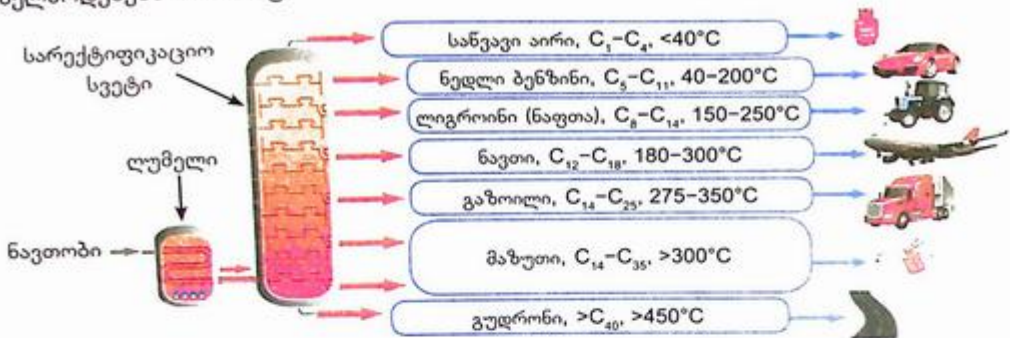 სარექტიფიკაციო
სვეტი
ღუმელი
ნავთობი
საწვავი აირი, C₁–C₄, <40°C
ნედლი ბენზინი, C₅–C₁₁, 40–200°C
ლიგროინი (ნაფთა), C₈–C₁₄, 150–250°C
ნავთი, C₁₂–C₁₈, 180–300°C
გაზოილი, C₁₄–C₂₅, 275–350°C
მაზუთი, C₁₄–C₃₅, >300°C
გუდრონი, >C₄₀, >450°C